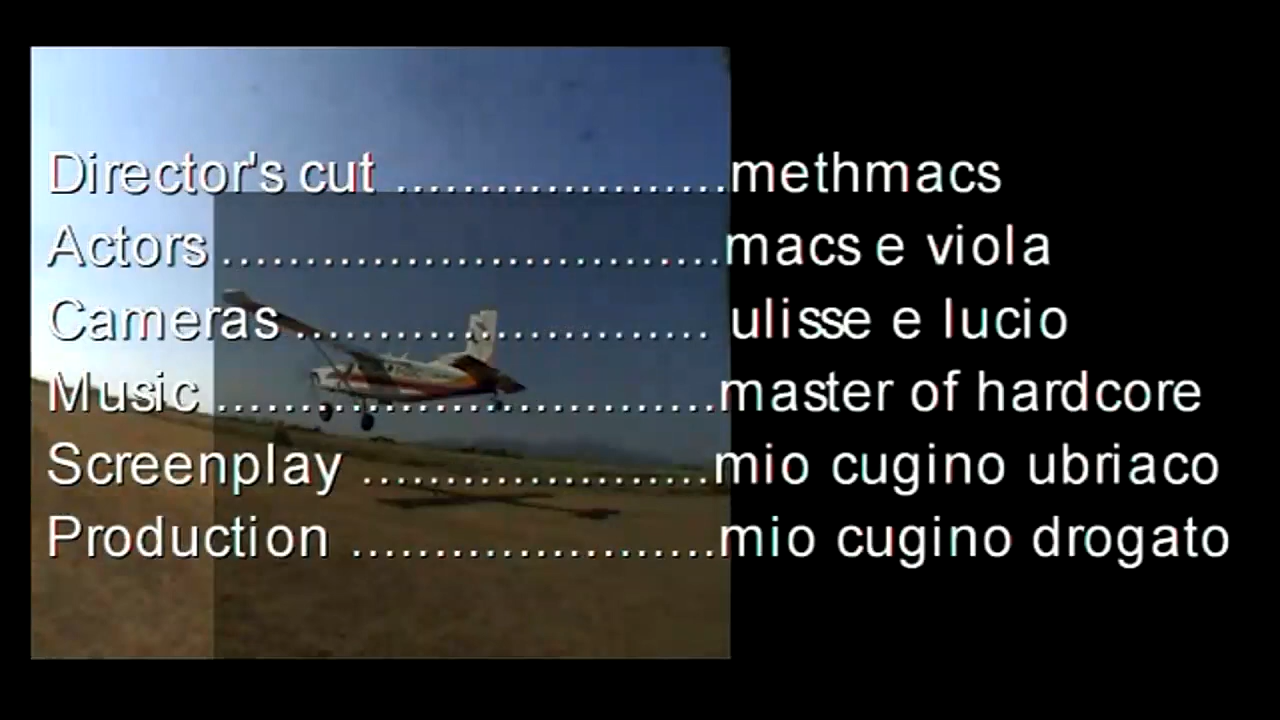 Director's cut .....................methmacs
Actors ................................macs e viola
Cameras .......................... ulisse e lucio
Music ................................master of hardcore
Screenplay ......................mio cugino ubriaco
Production .......................mio cugino drogato